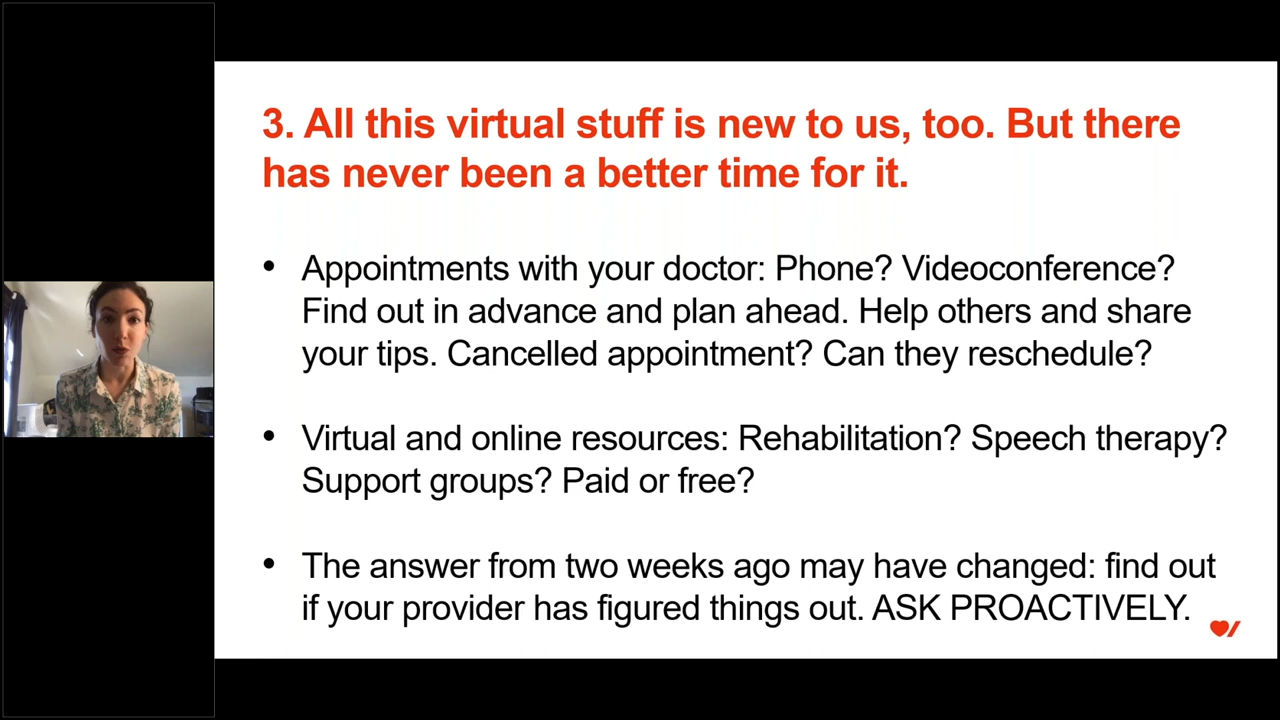 3. All this virtual stuff is new to us, too. But there
has never been a better time for it.
• Appointments with your doctor: Phone? Videoconference?
Find out in advance and plan ahead. Help others and share
your tips. Cancelled appointment? Can they reschedule?
• Virtual and online resources: Rehabilitation? Speech therapy?
Support groups? Paid or free?
• The answer from two weeks ago may have changed: find out
if your provider has figured things out. ASK PROACTIVELY.